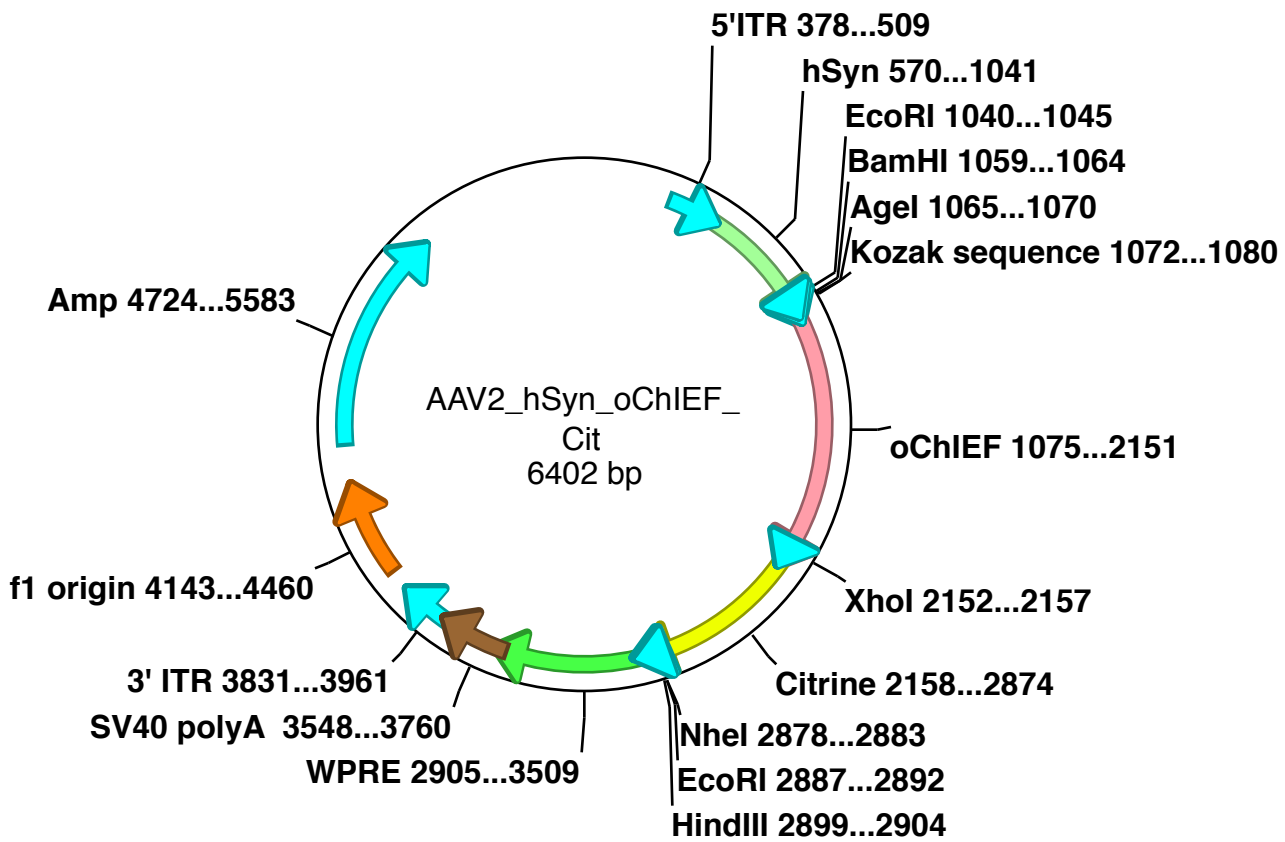 5'ITR 378...509
hSyn 570...1041
EcoRI 1040...1045
BamHI 1059...1064
AgeI 1065...1070
Kozak sequence 1072...1080
Amp 4724...5583
AAV2_hSyn_oChIEF_
Cit
6402 bp
oChIEF 1075...2151
f1 origin 4143...4460
XhoI 2152...2157
3' ITR 3831...3961
Citrine 2158...2874
SV40 polyA  3548...3760
NheI 2878...2883
WPRE 2905...3509
EcoRI 2887...2892
HindIII 2899...2904